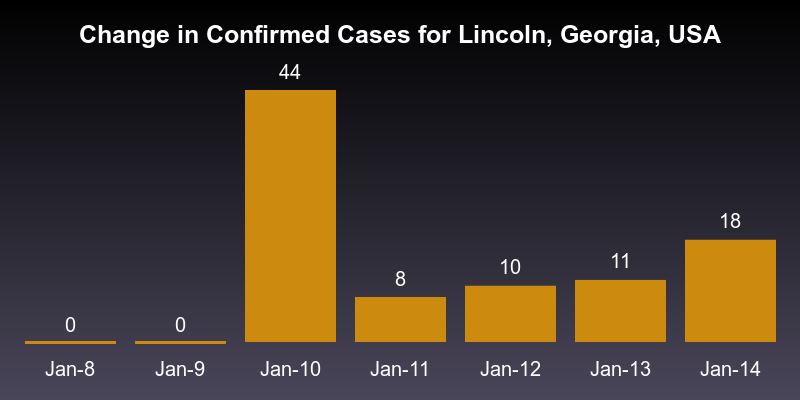 Change in Confirmed Cases for Lincoln, Georgia, USA
0 0 44 8 10 11 18
Jan-8 Jan-9 Jan-10 Jan-11 Jan-12 Jan-13 Jan-14